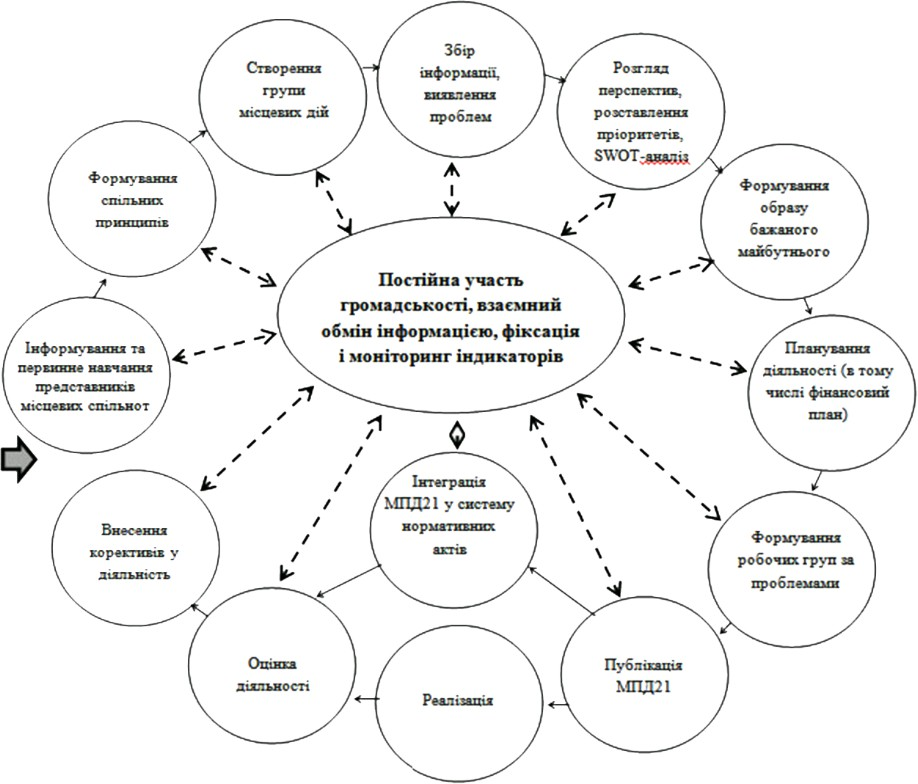 Створення
групи
місцевих дій
Збір
інформації,
виявлення
проблем
Розгляд
перспектив,
розставлення
пріоритетів,
SWOT-аналіз
Формування
спільних
принципів
Формування
образу
бажаного
майбутнього
Постійна участь
громадськості, взаємний
обмін інформацією, фіксація
і моніторинг індикаторів
Інформування та
первинне навчання
представників
місцевих спільнот
Планування
діяльності (в тому
числі фінансовий
план)
Інтеграція
МПД21 у систему
нормативних
актів
Внесення
корективів у
діяльність
Формування
робочих груп за
проблемами
Оцінка
діяльності
Реалізація
Публікація
МПД21